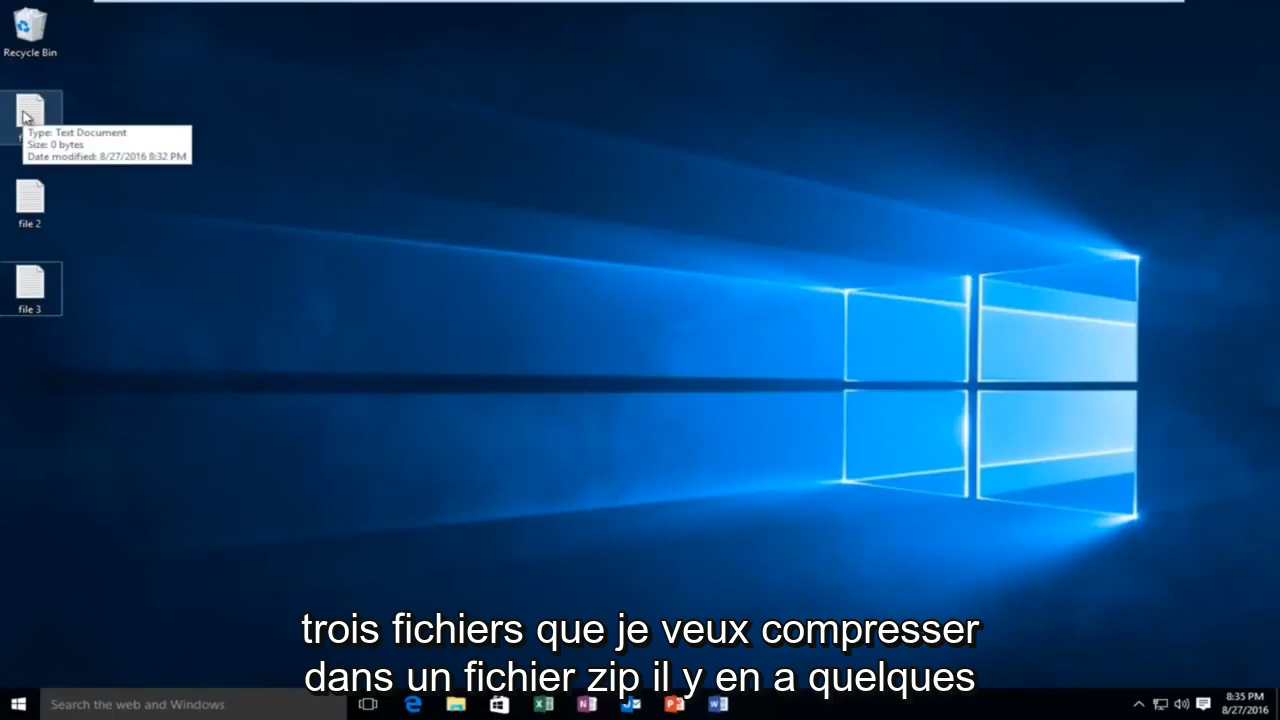 Recycle Bin
Type: Text Document
Size: 0 bytes
Date modified: 8/27/2016 8:32 PM
file 2
file 3
trois fichiers que je veux compresser
dans un fichier zip il y en a quelques
Search the web and Windows
8:35 PM
8/27/2016